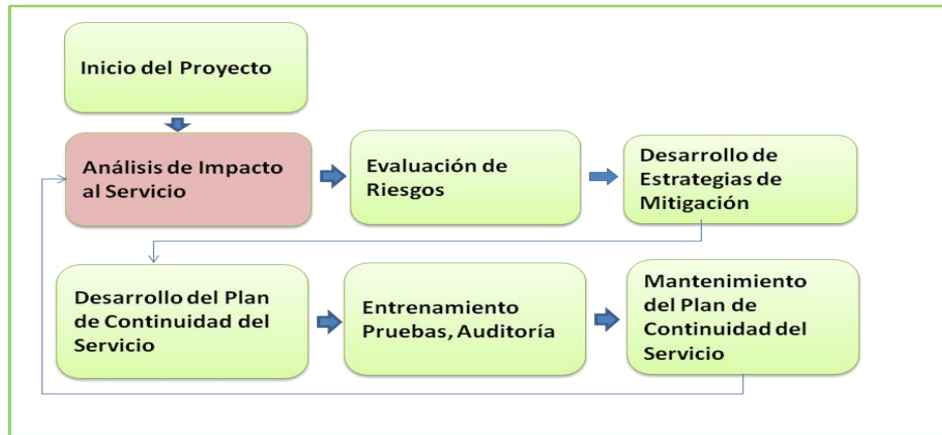 Inicio del Proyecto
Análisis de Impacto
al Servicio
Evaluación de
Riesgos
Desarrollo de
Estrategias de
Mitigación
Desarrollo del Plan
de Continuidad del
Servicio
Entrenamiento
Pruebas, Auditoría
Mantenimiento
del Plan de
Continuidad del
Servicio